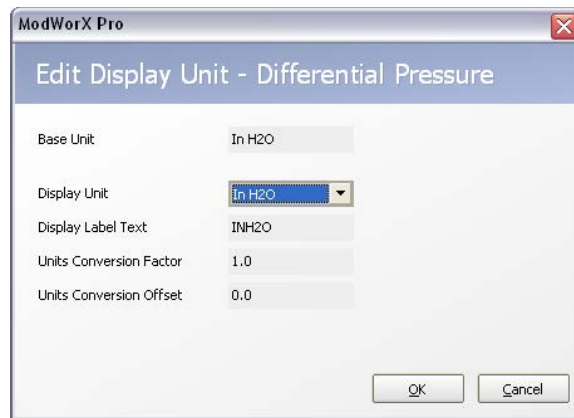 ModWorX Pro
Edit Display Unit - Differential Pressure
Base Unit In H2O
Display Unit In H2O
Display Label Text INH2O
Units Conversion Factor 1.0
Units Conversion Offset 0.0
OK Cancel